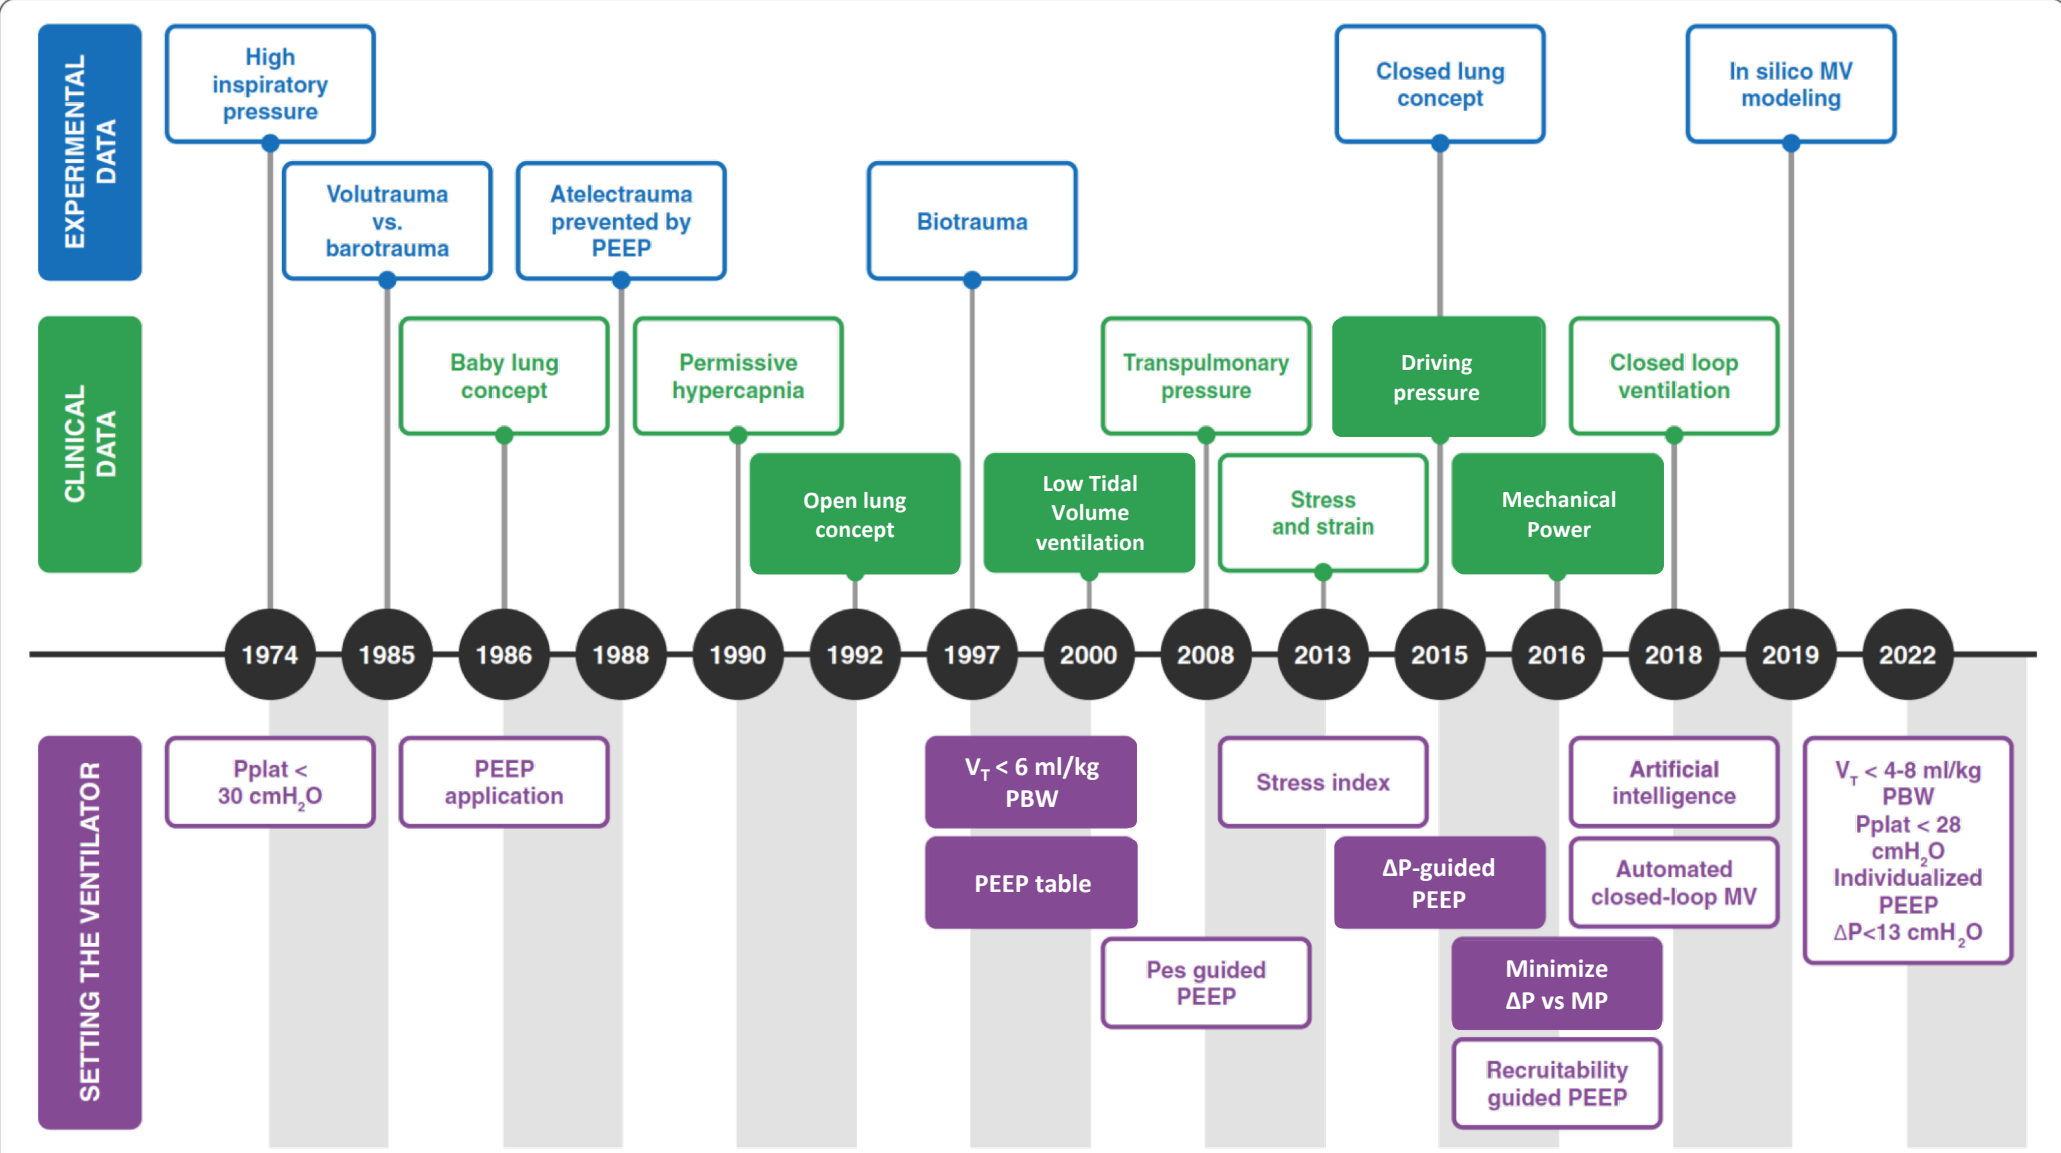 EXPERIMENTAL
DATA
High
inspiratory
pressure
Closed lung
concept
In silico MV
modeling
Volutrauma
vs.
barotrauma
Atelectrauma
prevented by
PEEP
Biotrauma
CLINICAL
DATA
Baby lung
concept
Permissive
hypercapnia
Transpulmonary
pressure
Driving
pressure
Closed loop
ventilation
Open lung
concept
Low Tidal
Volume
ventilation
Stress
and strain
Mechanical
Power
1974 1985 1986 1988 1990 1992 1997 2000 2008 2013 2015 2016 2018 2019 2022
SETTING THE VENTILATOR
Pplat <
30 cmH₂O
PEEP
application
V_T < 6 ml/kg
PBW
PEEP table
Pes guided
PEEP
Stress index
ΔP-guided
PEEP
Minimize
ΔP vs MP
Recruitability
guided PEEP
Artificial
intelligence
Automated
closed-loop MV
V_T < 4-8 ml/kg
PBW
Pplat < 28
cmH₂O
Individualized
PEEP
ΔP<13 cmH₂O